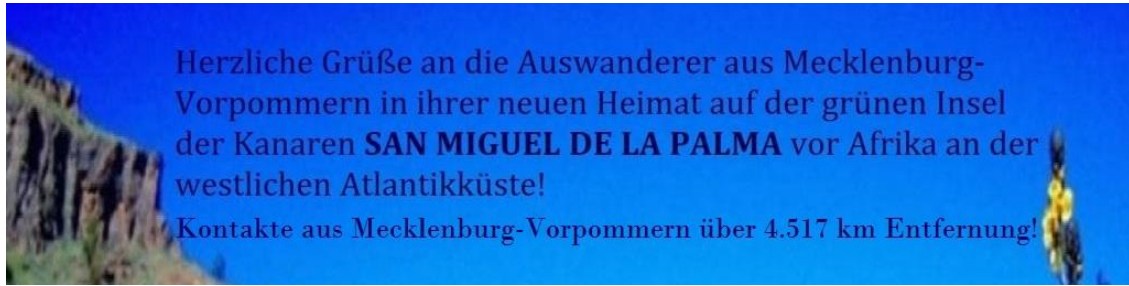 Herzliche Grüße an die Auswanderer aus Mecklenburg-
Vorpommern in ihrer neuen Heimat auf der grünen Insel
der Kanaren SAN MIGUEL DE LA PALMA vor Afrika an der
westlichen Atlantikküste!
Kontakte aus Mecklenburg-Vorpommern über 4.517 km Entfernung!